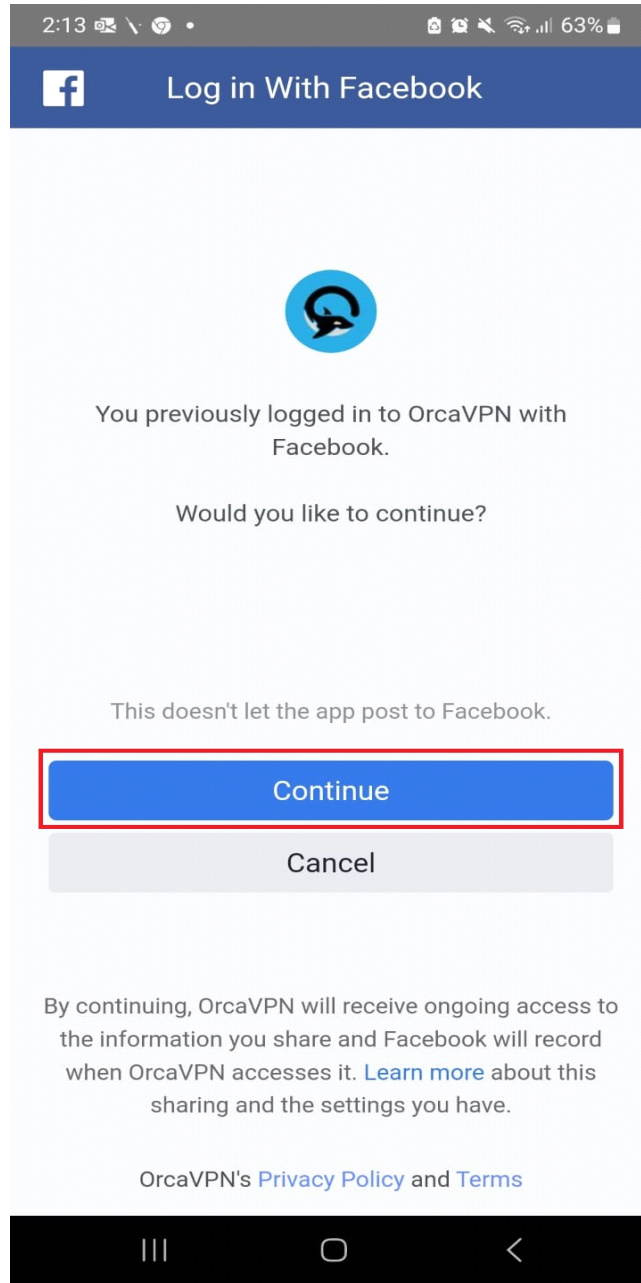 2:13 63%
Log in With Facebook
You previously logged in to OrcaVPN with
Facebook.
Would you like to continue?
This doesn't let the app post to Facebook.
Continue
Cancel
By continuing, OrcaVPN will receive ongoing access to
the information you share and Facebook will record
when OrcaVPN accesses it. Learn more about this
sharing and the settings you have.
OrcaVPN's Privacy Policy and Terms